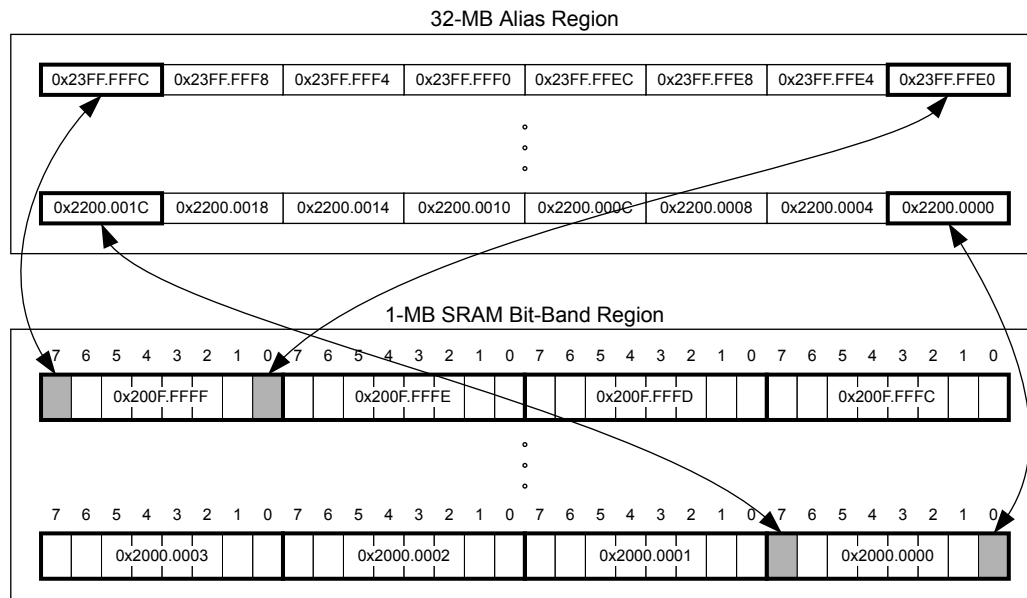 32-MB Alias Region
0x23FF.FFFC 0x23FF.FFF8 0x23FF.FFF4 0x23FF.FFF0 0x23FF.FFEC 0x23FF.FFE8 0x23FF.FFE4 0x23FF.FFE0
0x2200.001C 0x2200.0018 0x2200.0014 0x2200.0010 0x2200.000C 0x2200.0008 0x2200.0004 0x2200.0000
1-MB SRAM Bit-Band Region
7 6 5 4 3 2 1 0 7 6 5 4 3 2 1 0 7 6 5 4 3 2 1 0 7 6 5 4 3 2 1 0
0x200F.FFFF 0x200F.FFFE 0x200F.FFFD 0x200F.FFFC
7 6 5 4 3 2 1 0 7 6 5 4 3 2 1 0 7 6 5 4 3 2 1 0 7 6 5 4 3 2 1 0
0x2000.0003 0x2000.0002 0x2000.0001 0x2000.0000